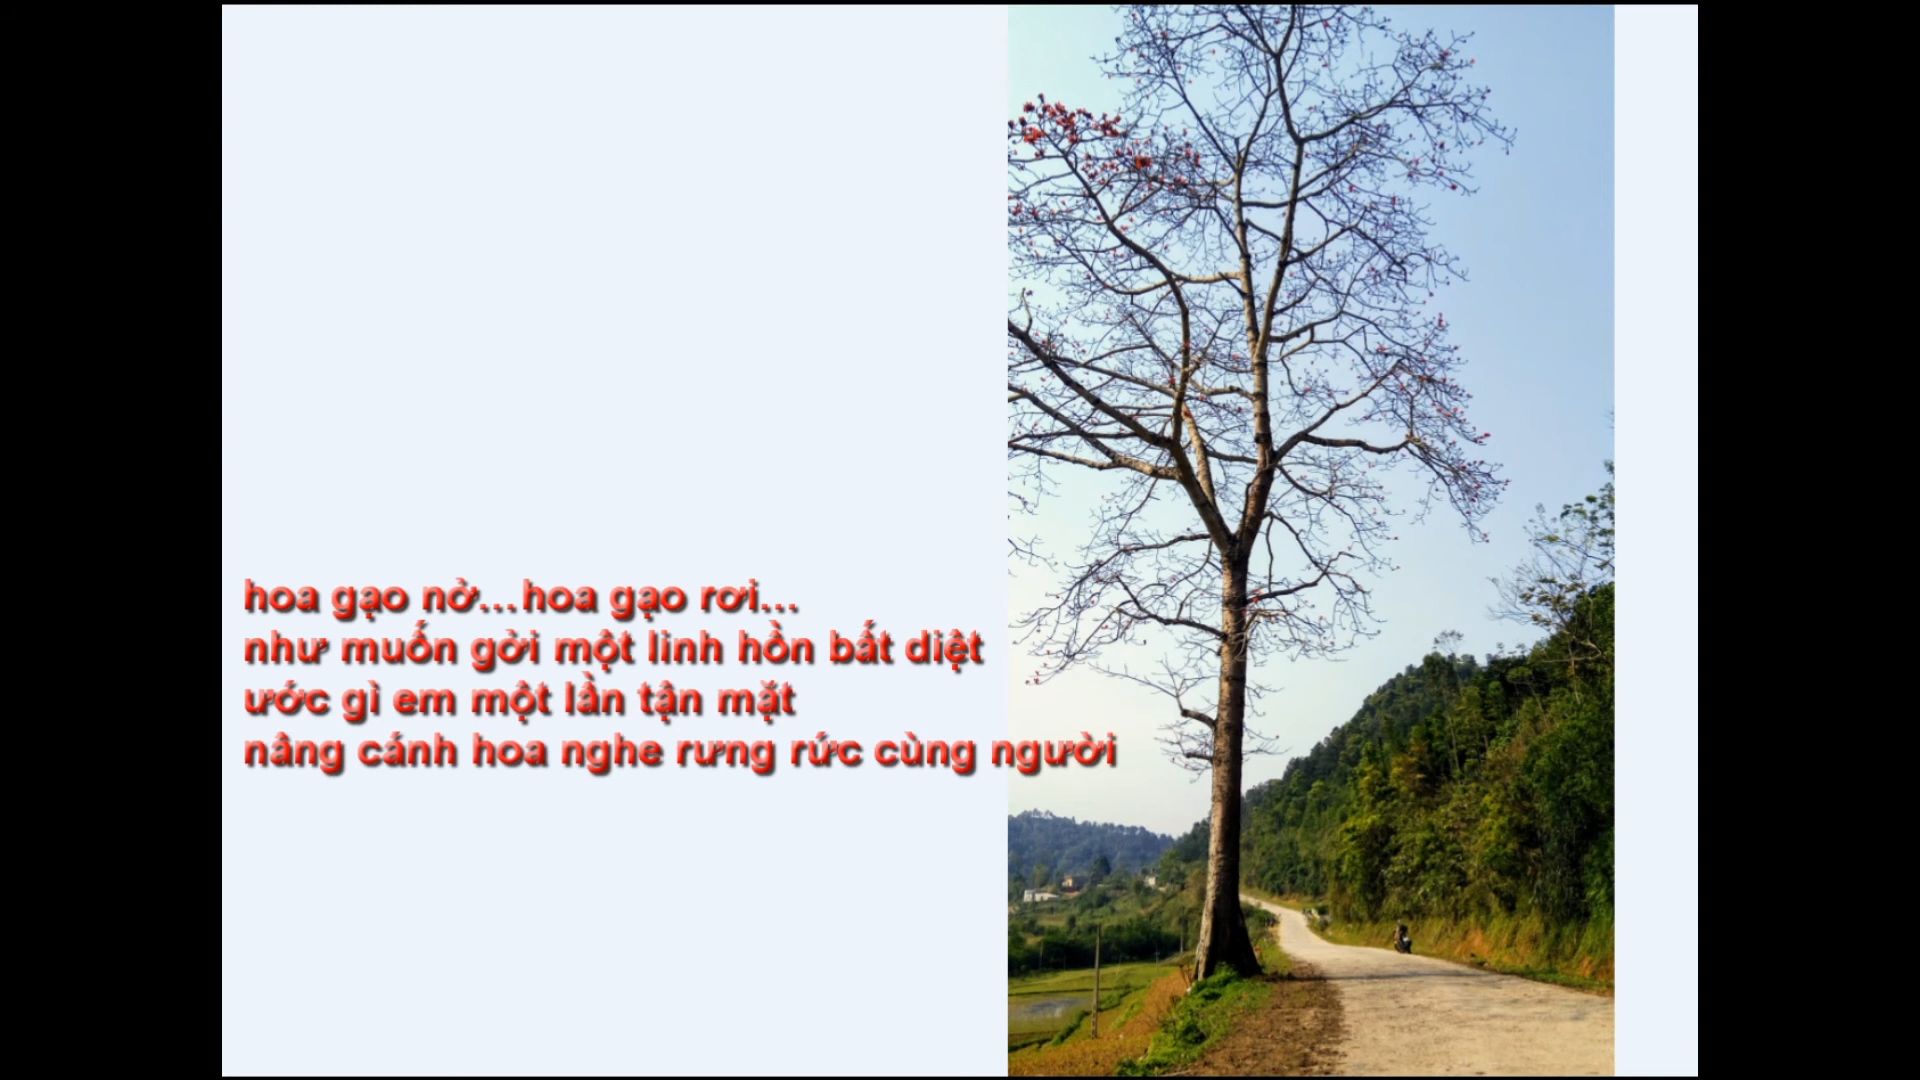 hoa gạo nở...hoa gạo rơi...
như muốn gởi một linh hồn bất diệt
ước gì em một lần tận mặt
nâng cánh hoa nghe rưng rức cùng người